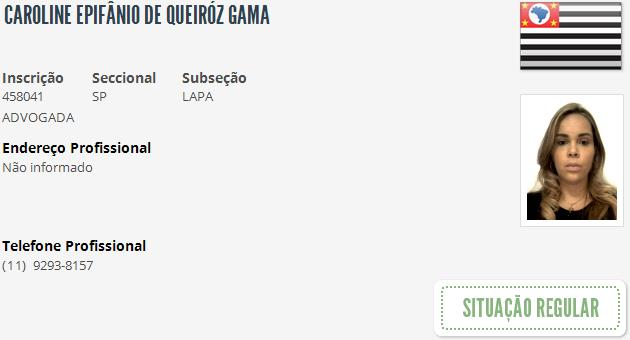 CAROLINE EPIFÂNIO DE QUEIRÓZ GAMA
Inscrição Seccional Subseção
458041 SP LAPA
ADVOGADA
Endereço Profissional
Não informado
Telefone Profissional
(11) 9293-8157
SITUAÇÃO REGULAR